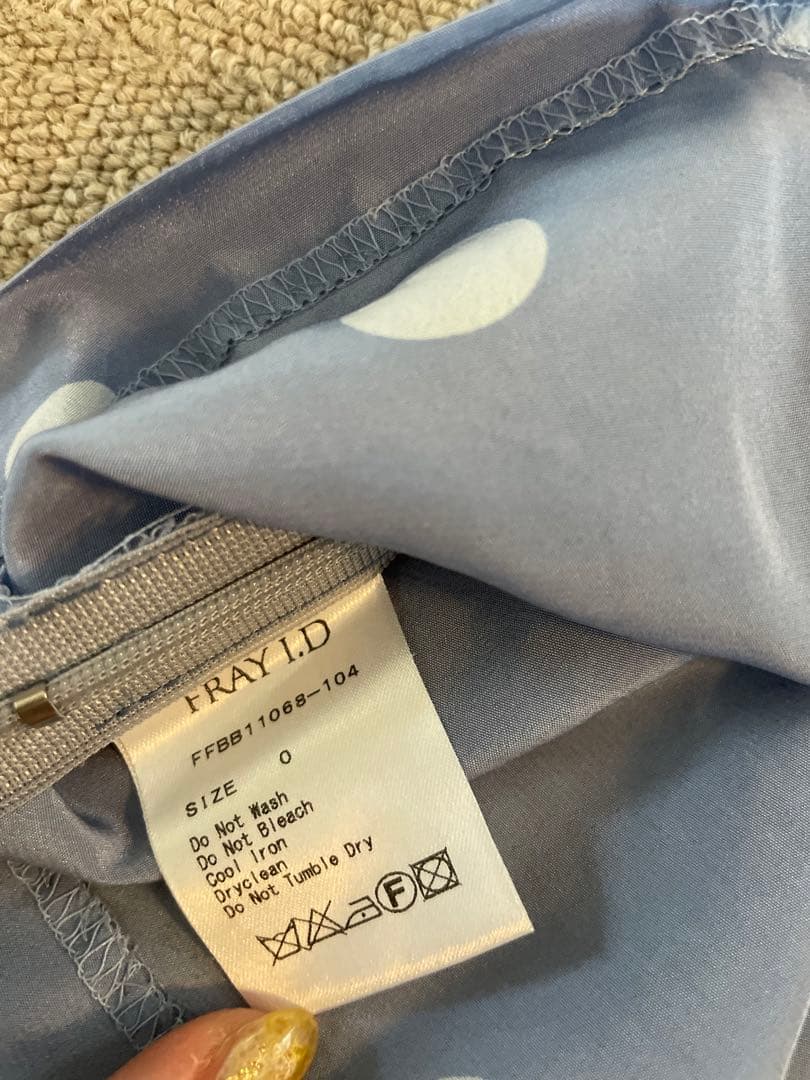 FRAY I.D
FFBB11068-104
SIZE 0
Do Not Wash
Do Not Bleach
Cool Iron
Dryclean
Do Not Tumble Dry
F